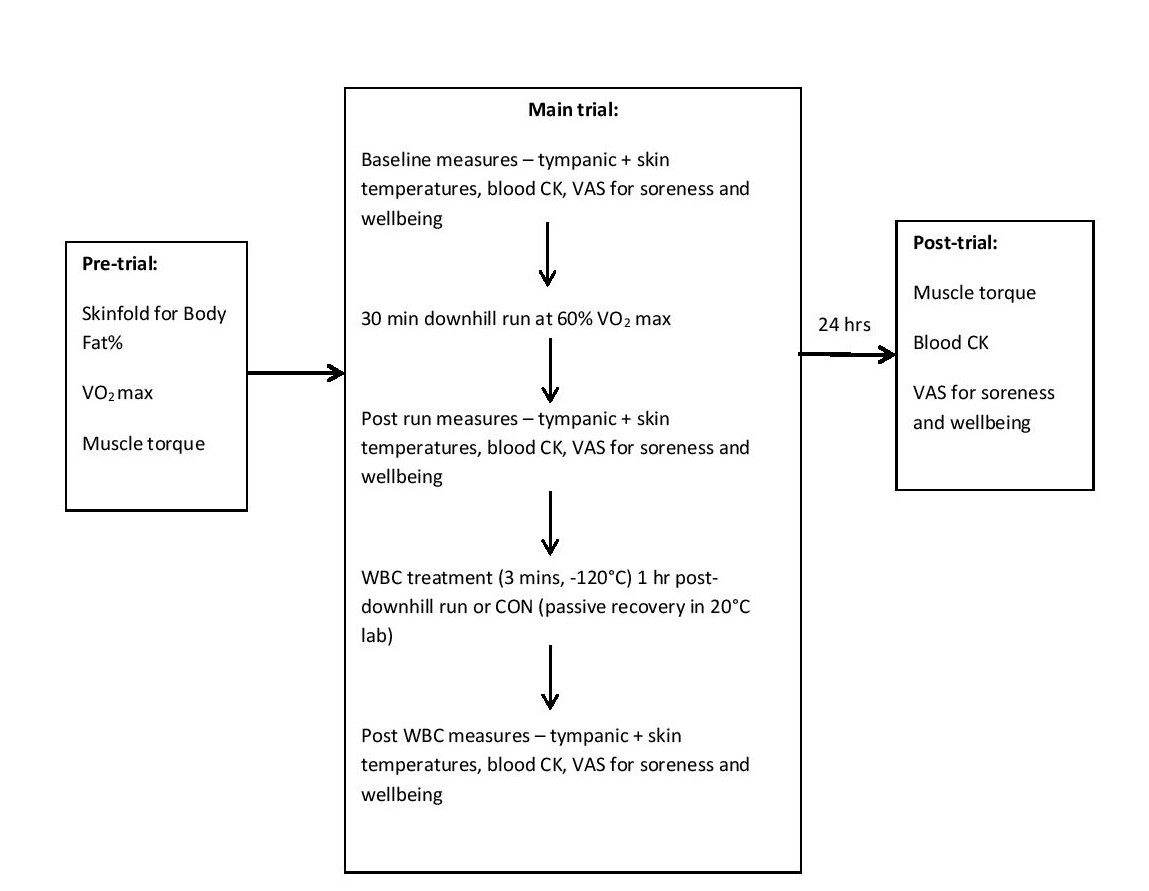 Pre-trial:
Skinfold for Body
Fat%
VO₂ max
Muscle torque
Main trial:
Baseline measures – tympanic + skin
temperatures, blood CK, VAS for soreness and
wellbeing
30 min downhill run at 60% VO₂ max
Post run measures – tympanic + skin
temperatures, blood CK, VAS for soreness and
wellbeing
WBC treatment (3 mins, -120°C) 1 hr post-
downhill run or CON (passive recovery in 20°C
lab)
Post WBC measures – tympanic + skin
temperatures, blood CK, VAS for soreness and
wellbeing
24 hrs
Post-trial:
Muscle torque
Blood CK
VAS for soreness
and wellbeing